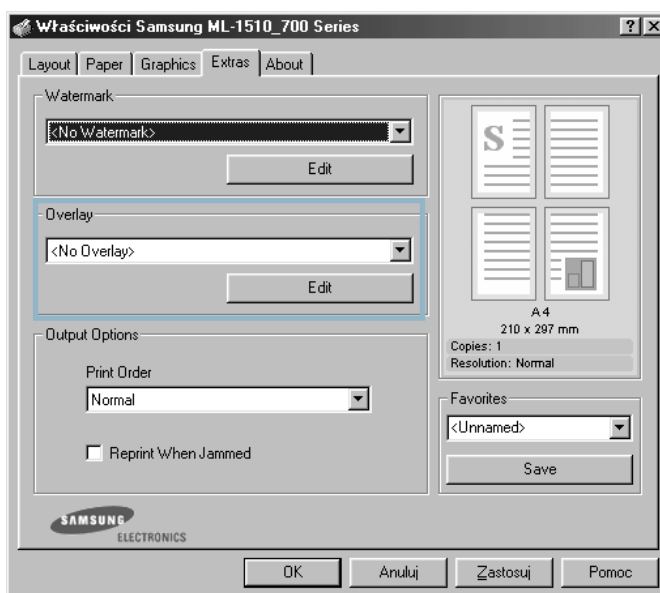 Właściwości Samsung ML-1510_700 Series
Layout Paper Graphics Extras About
Watermark
<No Watermark>
Edit
Overlay
<No Overlay>
Edit
Output Options
Print Order
Normal
Reprint When Jammed
SAMSUNG
ELECTRONICS
S
A4
210 x 297 mm
Copies: 1
Resolution: Normal
Favorites
<Unnamed>
Save
OK Anuluj Zastosuj Pomoc